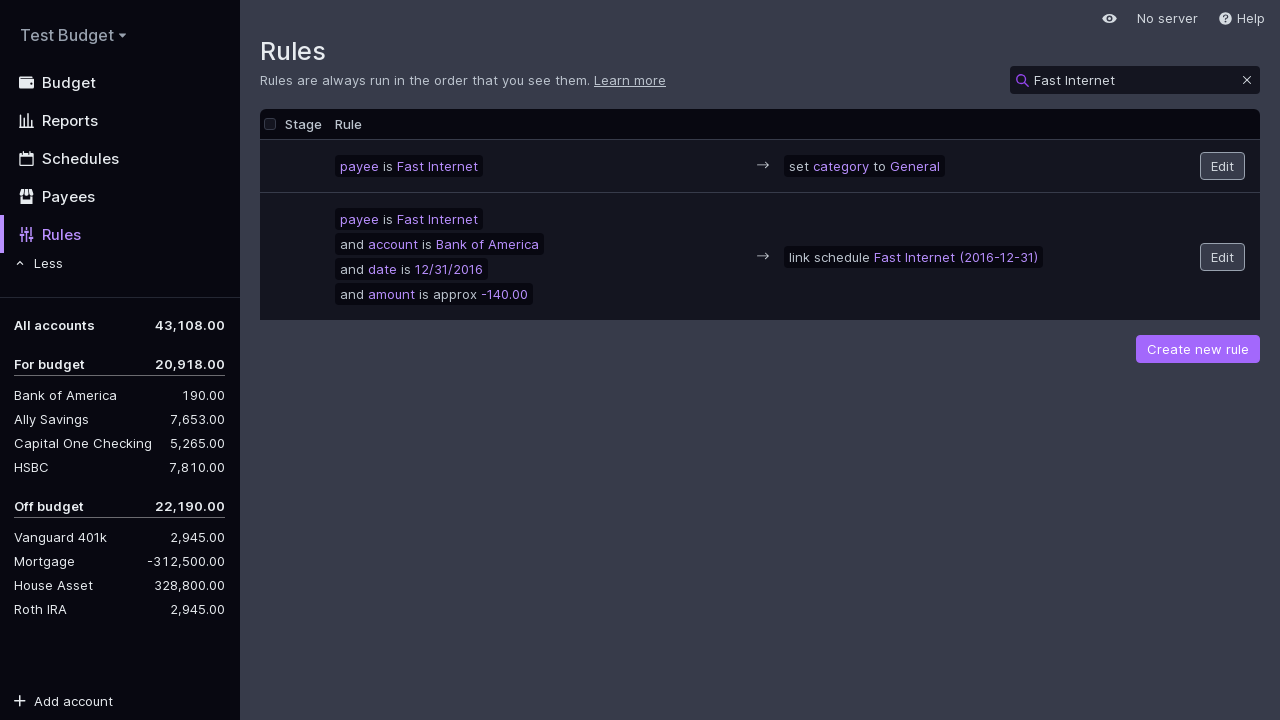 Test Budget
Budget
Reports
Schedules
Payees
Rules
Less
All accounts 43,108.00
For budget 20,918.00
Bank of America 190.00
Ally Savings 7,653.00
Capital One Checking 5,265.00
HSBC 7,810.00
Off budget 22,190.00
Vanguard 401k 2,945.00
Mortgage -312,500.00
House Asset 328,800.00
Roth IRA 2,945.00
Add account
No server Help
Rules
Rules are always run in the order that you see them. Learn more
Fast Internet
Stage Rule
payee is Fast Internet → set category to General Edit
payee is Fast Internet
and account is Bank of America
and date is 12/31/2016
and amount is approx -140.00
→ link schedule Fast Internet (2016-12-31) Edit
Create new rule